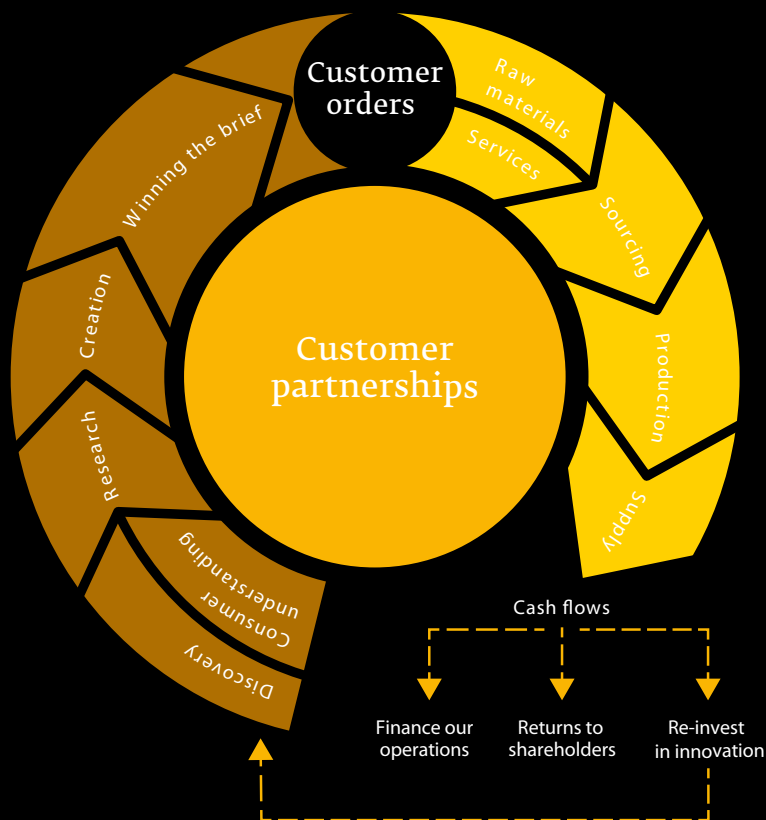 Customer
orders
Raw
materials
Services
Sourcing
Production
Supply
Winning the brief
Creation
Research
Consumer
understanding
Discovery
Customer
partnerships
Cash flows
Finance our
operations
Returns to
shareholders
Re-invest
in innovation